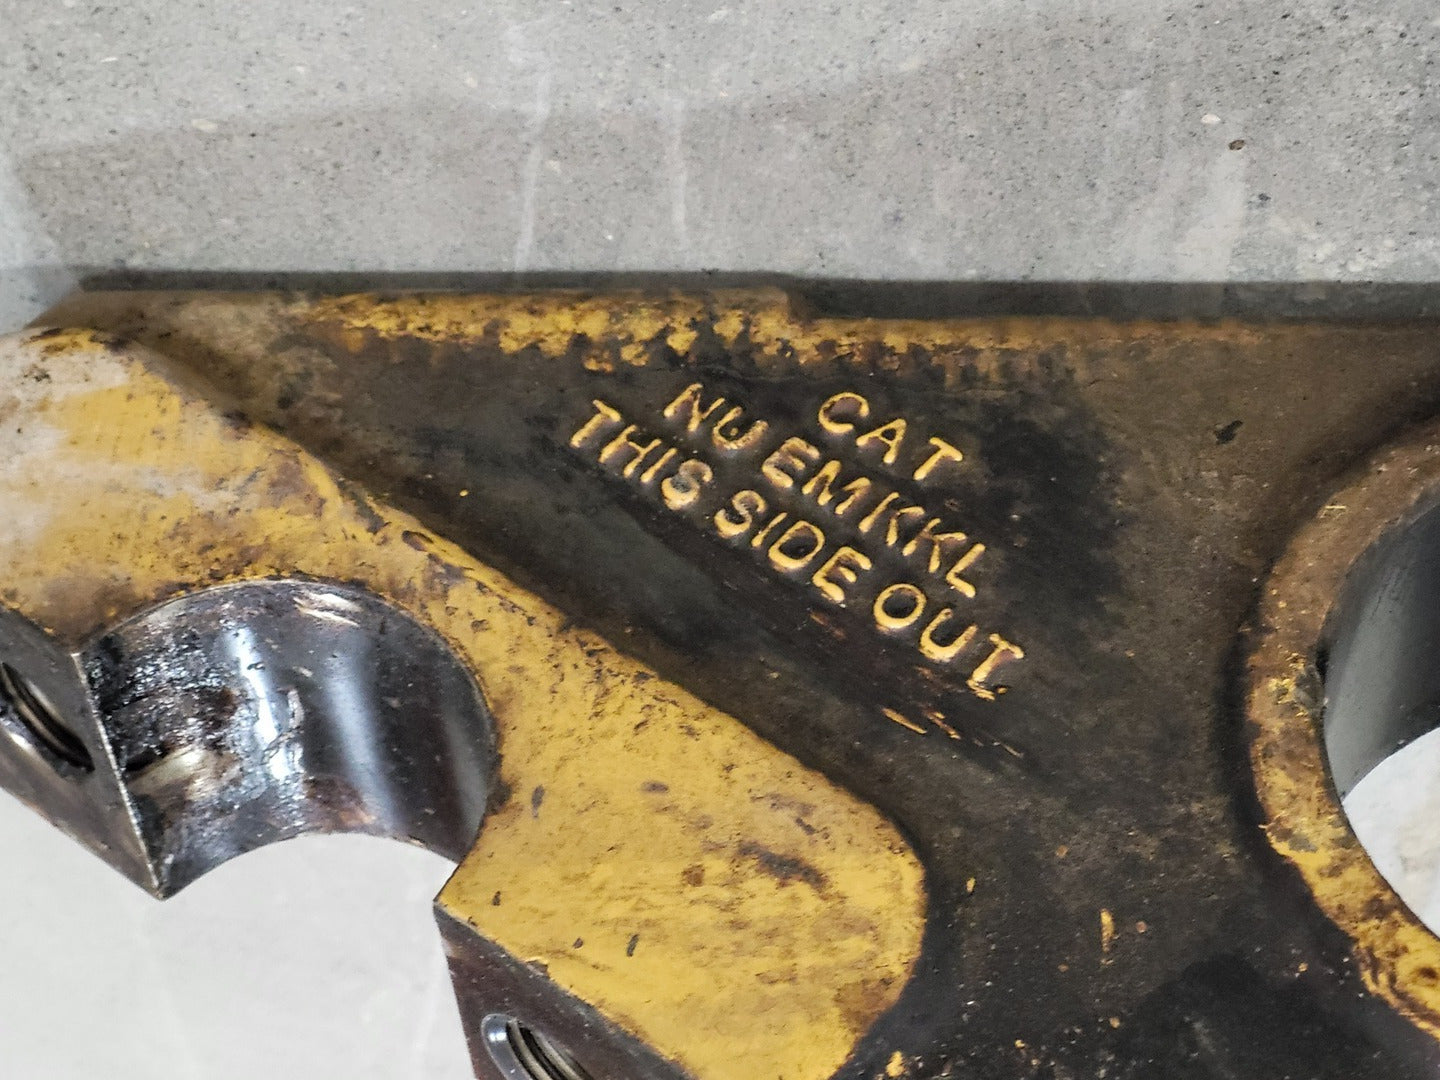 CAT
NU EMKKL
THIS SIDE OUT